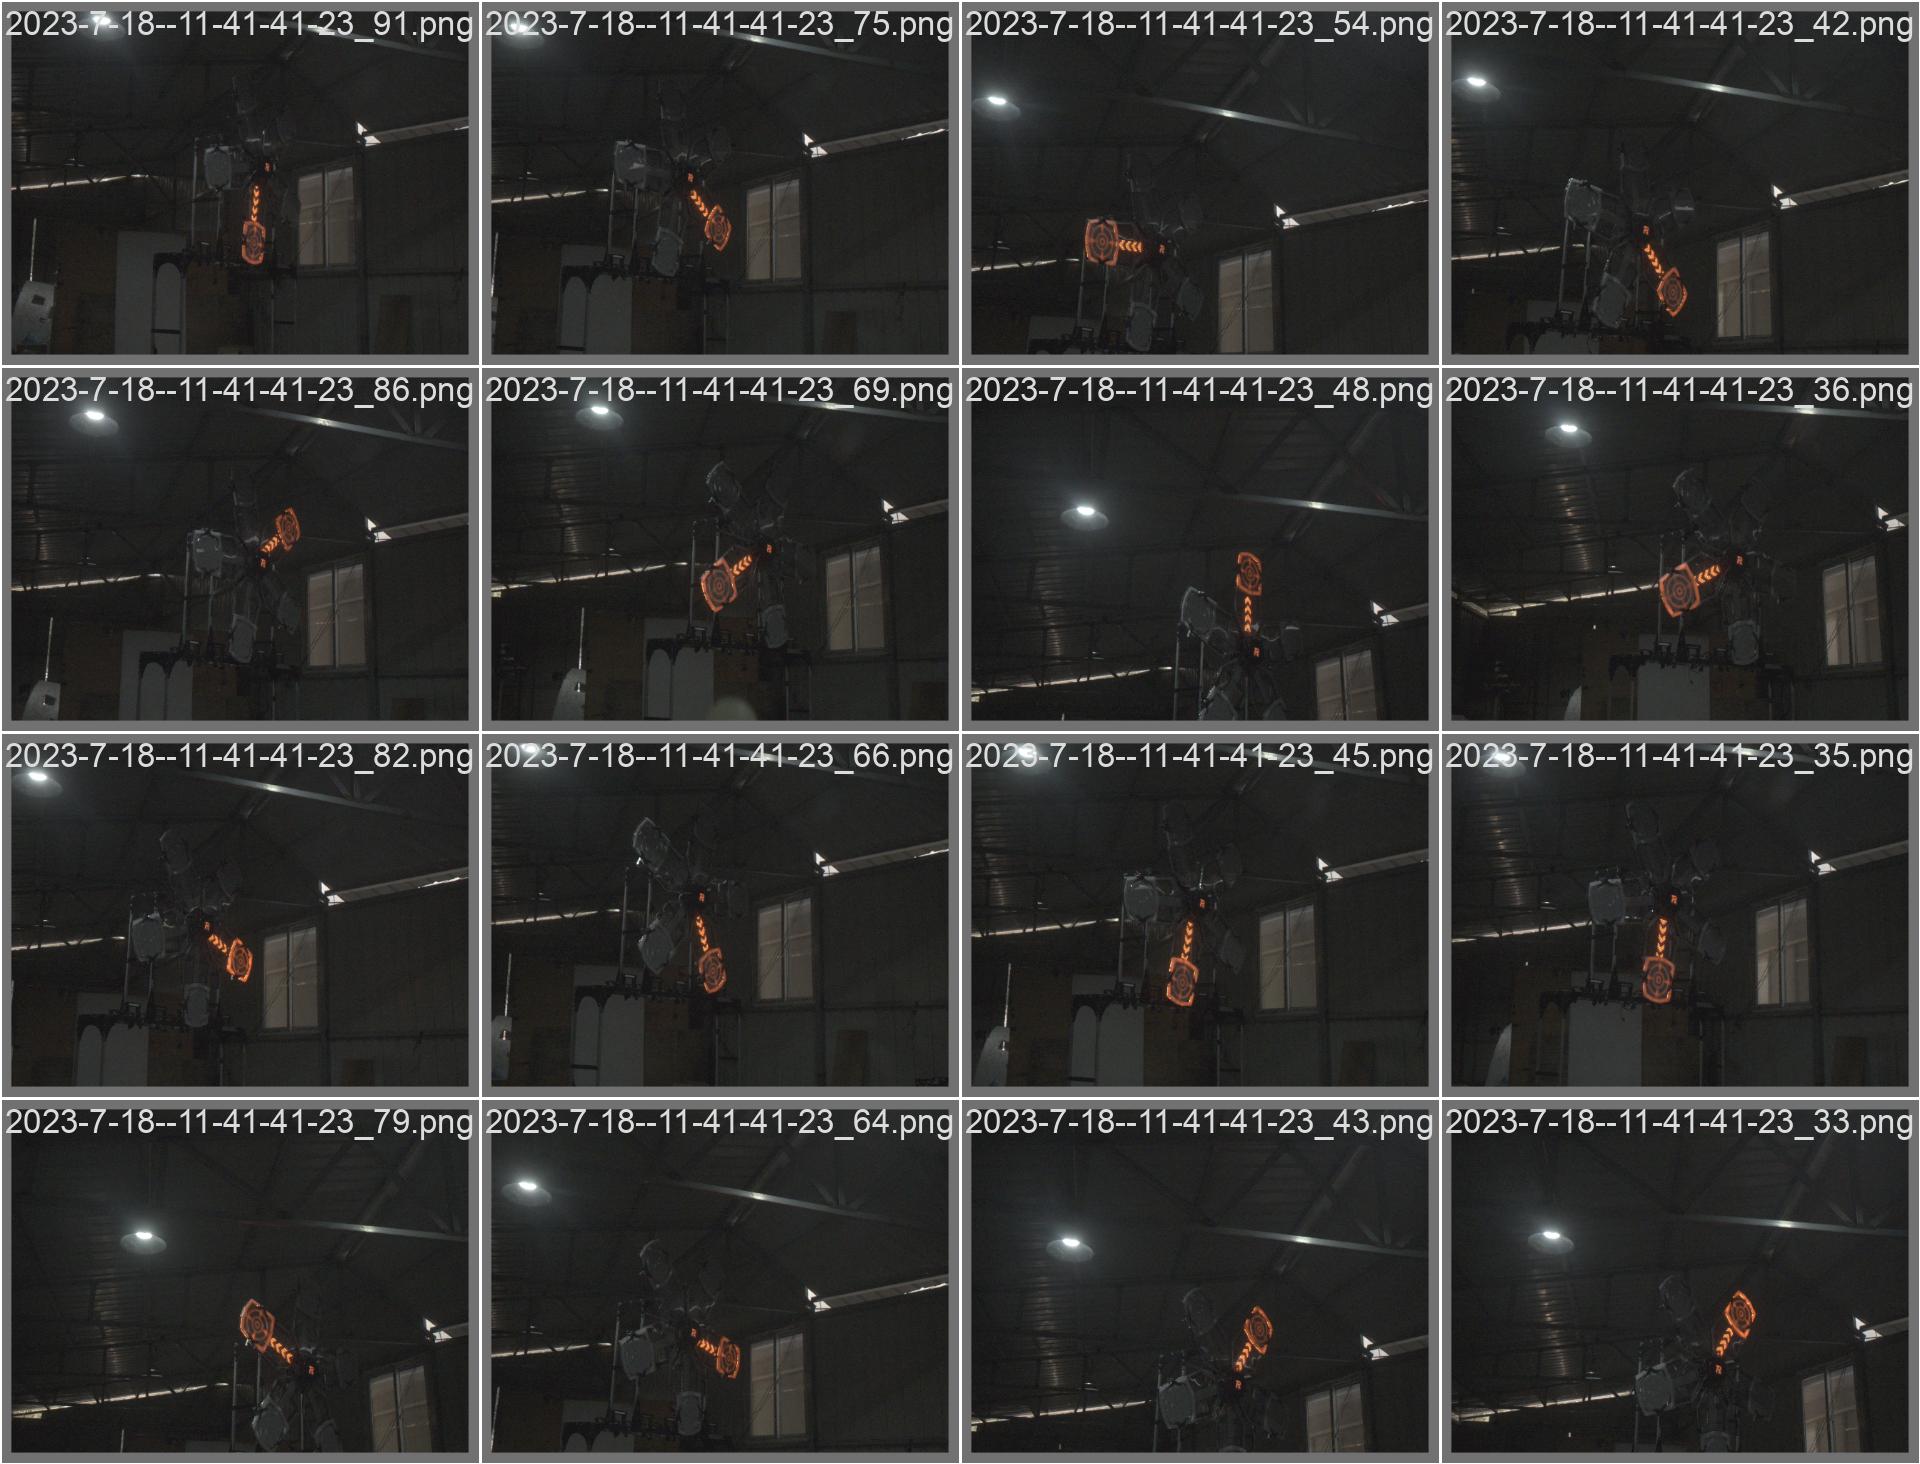 2023-7-18--11-41-41-23_91.png
2023-7-18--11-41-41-23_75.png
2023-7-18--11-41-41-23_54.png
2023-7-18--11-41-41-23_42.png
2023-7-18--11-41-41-23_86.png
2023-7-18--11-41-41-23_69.png
2023-7-18--11-41-41-23_48.png
2023-7-18--11-41-41-23_36.png
2023-7-18--11-41-41-23_82.png
2023-7-18--11-41-41-23_66.png
2023-7-18--11-41-41-23_45.png
2023-7-18--11-41-41-23_35.png
2023-7-18--11-41-41-23_79.png
2023-7-18--11-41-41-23_64.png
2023-7-18--11-41-41-23_43.png
2023-7-18--11-41-41-23_33.png